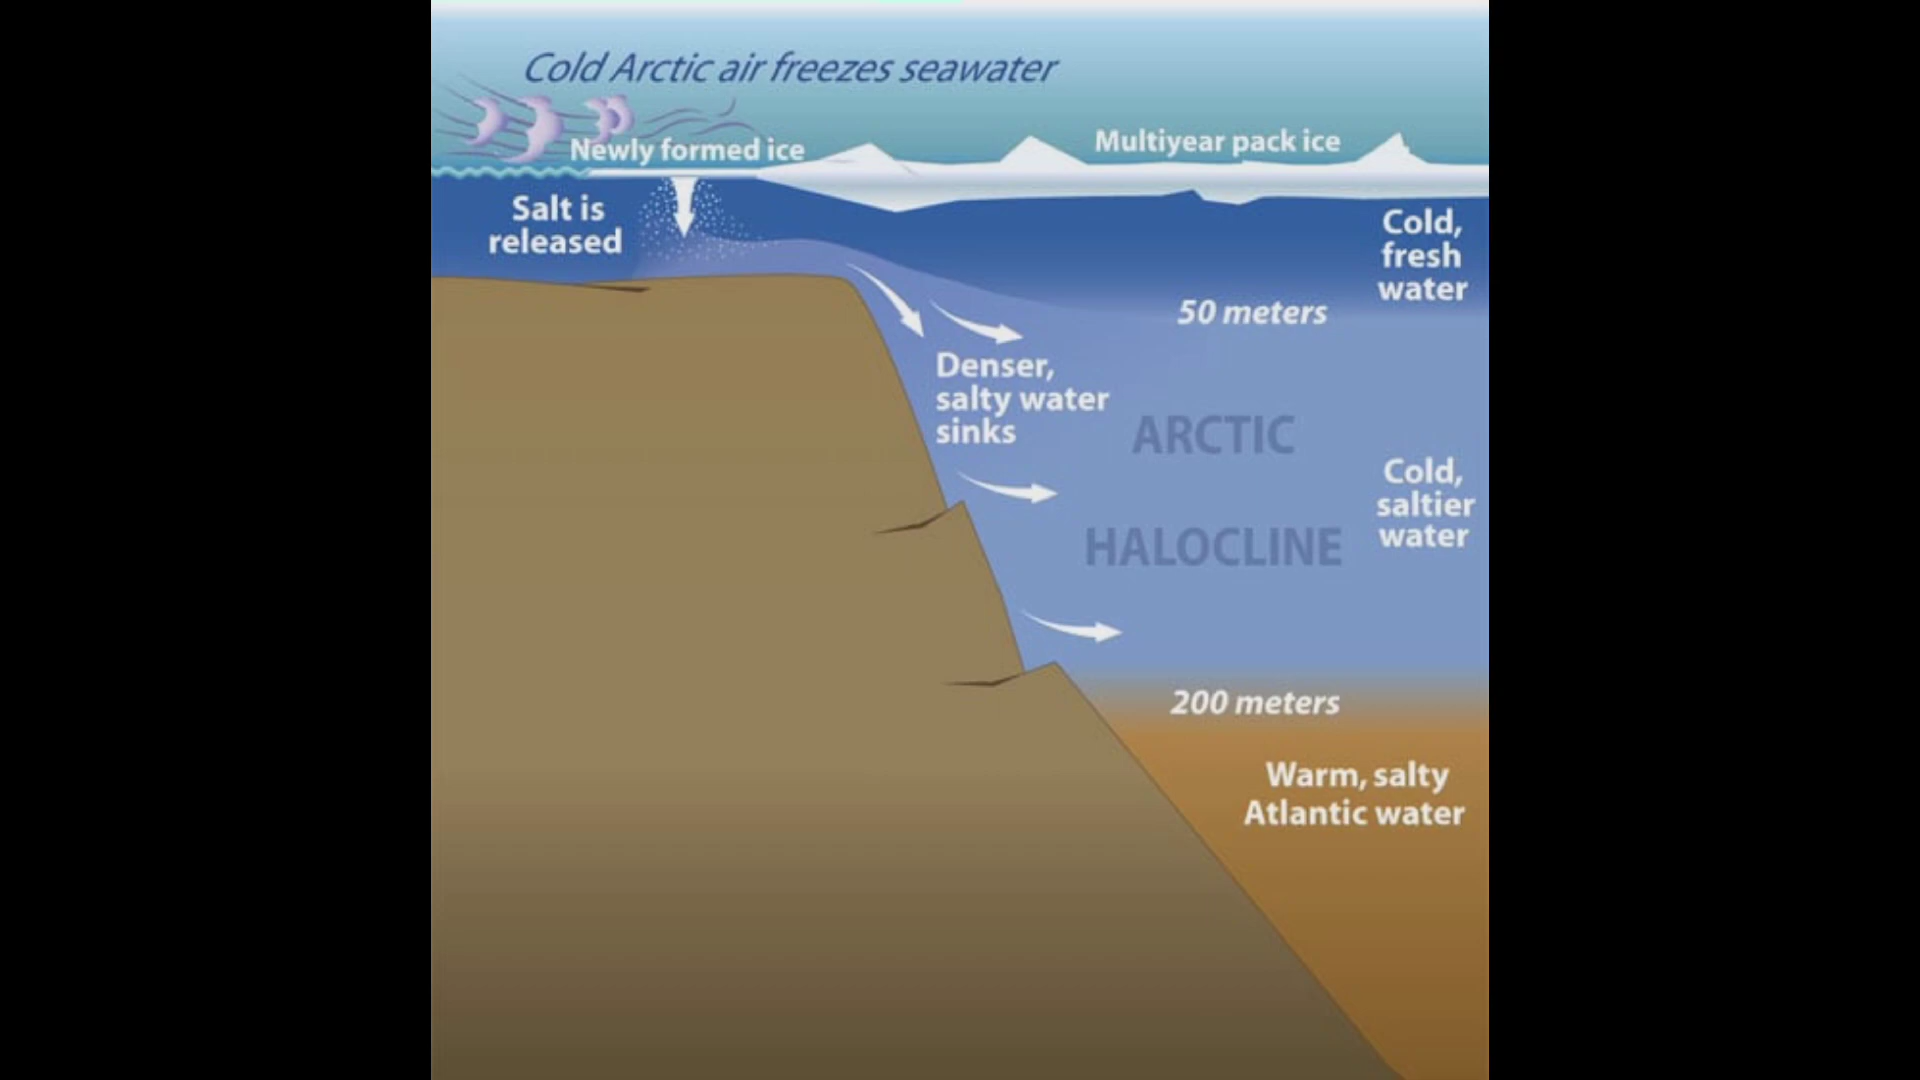 Cold Arctic air freezes seawater
Newly formed ice
Multiyear pack ice
Salt is
released
Cold,
fresh
water
50 meters
Denser,
salty water
sinks
ARCTIC
HALOCLINE
Cold,
saltier
water
200 meters
Warm, salty
Atlantic water